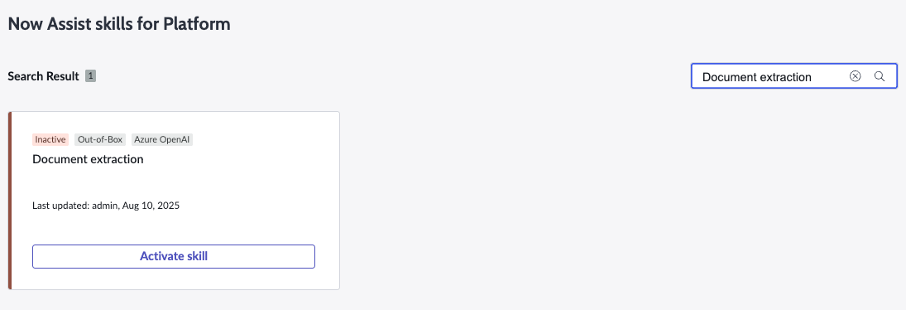 Now Assist skills for Platform
Search Result 1
Document extraction
Inactive Out-of-Box Azure OpenAI
Document extraction
Last updated: admin, Aug 10, 2025
Activate skill